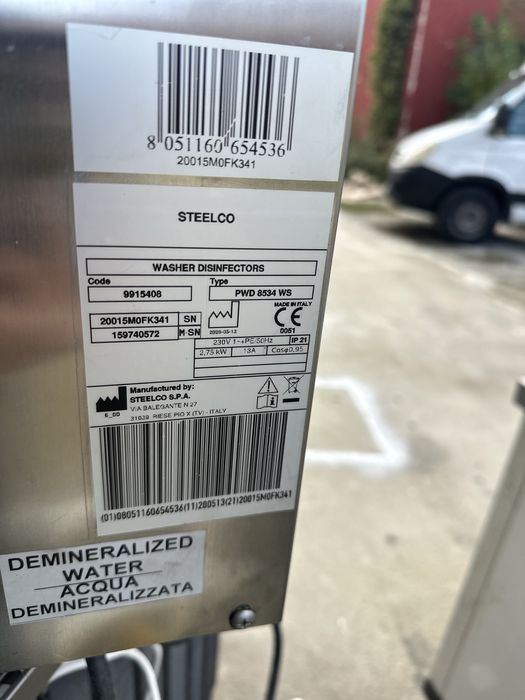 8 051160 654536
20015M0FK341
STEELCO
WASHER DISINFECTORS
Code Type
9915408 PWD 8534 WS
MADE IN ITALY
20015M0FK341 SN
159740572 M-SN
2020-05-13
CE
0051
230V 1~+PE/50Hz IP 21
2,75 kW 13A Cosφ0.95
Manufactured by:
STEELCO S.P.A.
VIA BALEGANTE N.27
31039 RIESE PIO X (TV) - ITALY
6_00
(01)08051160654536(11)200513(21)20015M0FK341
DEMINERALIZED
WATER
ACQUA
DEMINERALIZZATA